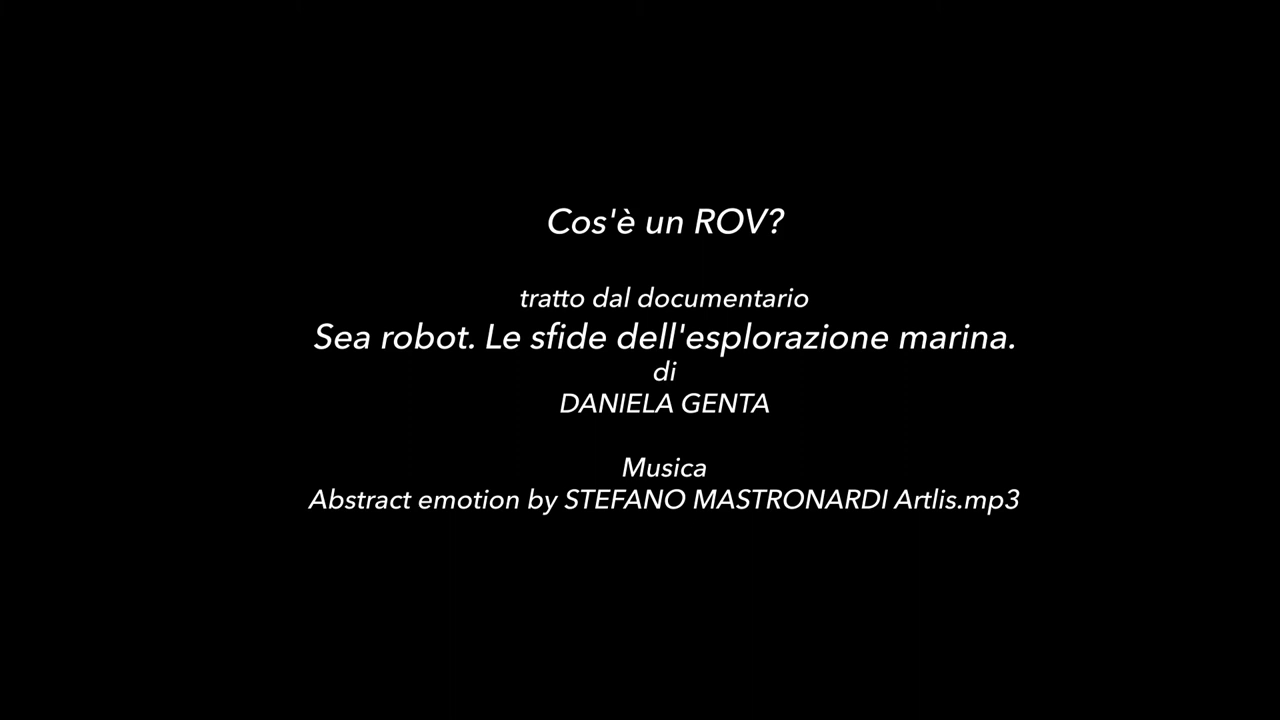 Cos'è un ROV?
tratto dal documentario
Sea robot. Le sfide dell'esplorazione marina.
di
DANIELA GENTA
Musica
Abstract emotion by STEFANO MASTRONARDI Artlis.mp3